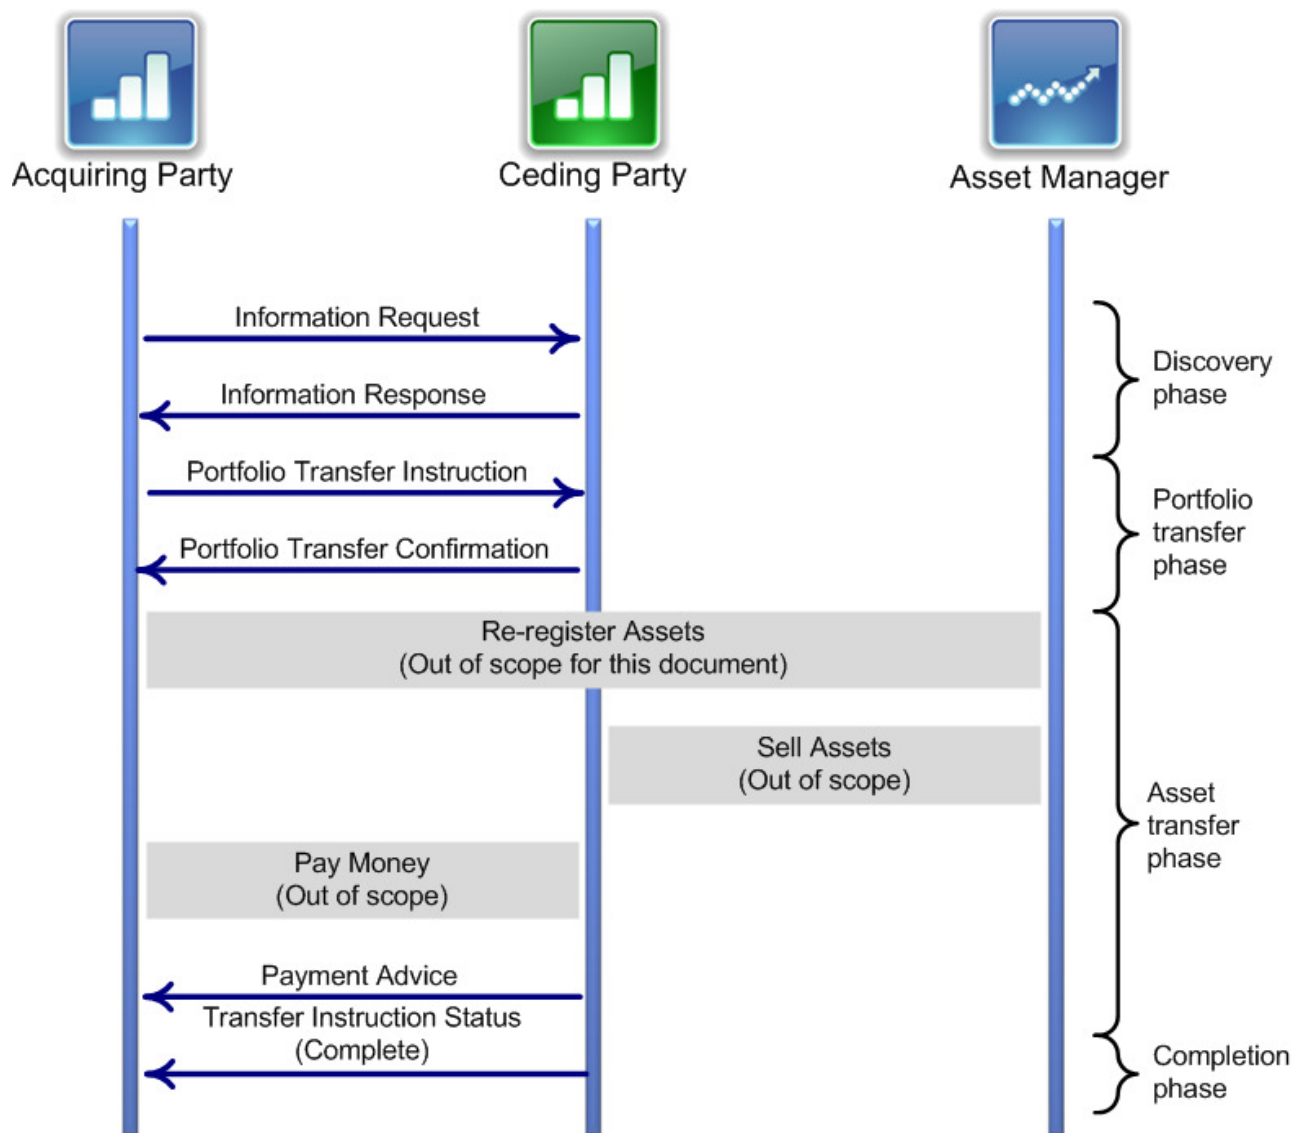 Acquiring Party
Ceding Party
Asset Manager
Information Request
Discovery
phase
Information Response
Portfolio Transfer Instruction
Portfolio
transfer
phase
Portfolio Transfer Confirmation
Re-register Assets
(Out of scope for this document)
Sell Assets
(Out of scope)
Asset
transfer
phase
Pay Money
(Out of scope)
Payment Advice
Transfer Instruction Status
(Complete)
Completion
phase